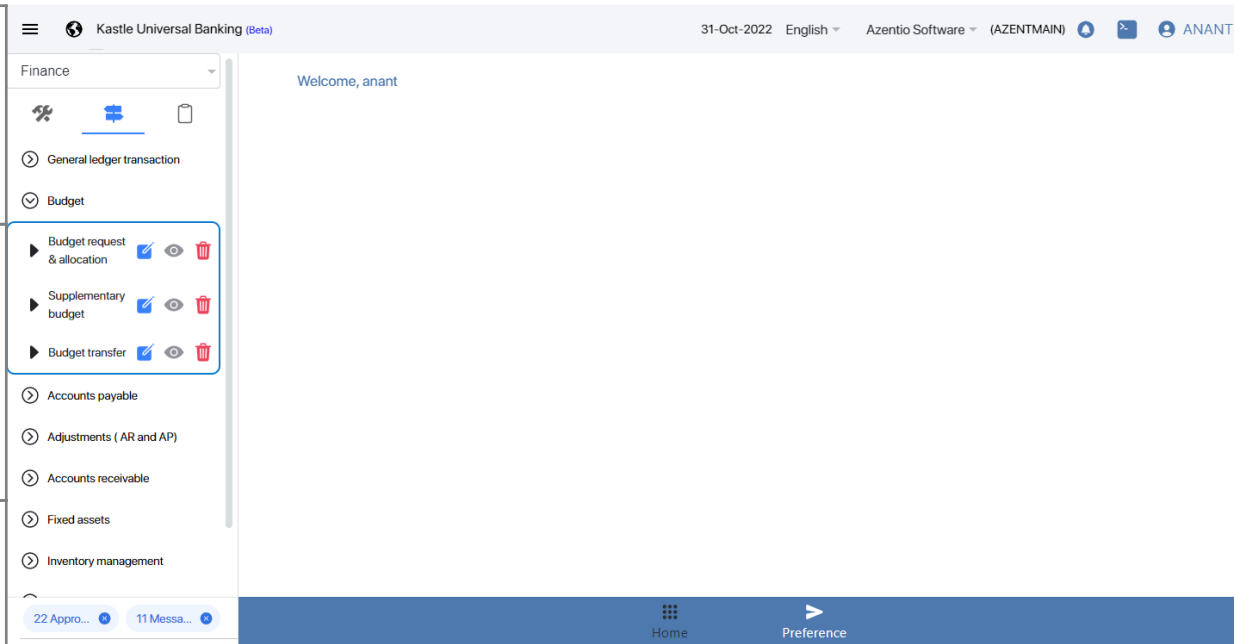 Kastle Universal Banking (Beta)
31-Oct-2022 English Azentio Software (AZENTMAIN) ANANT
Finance
Welcome, anant
General ledger transaction
Budget
Budget request
& allocation
Supplementary
budget
Budget transfer
Accounts payable
Adjustments ( AR and AP)
Accounts receivable
Fixed assets
Inventory management
22 Appro... 11 Messa...
Home Preference